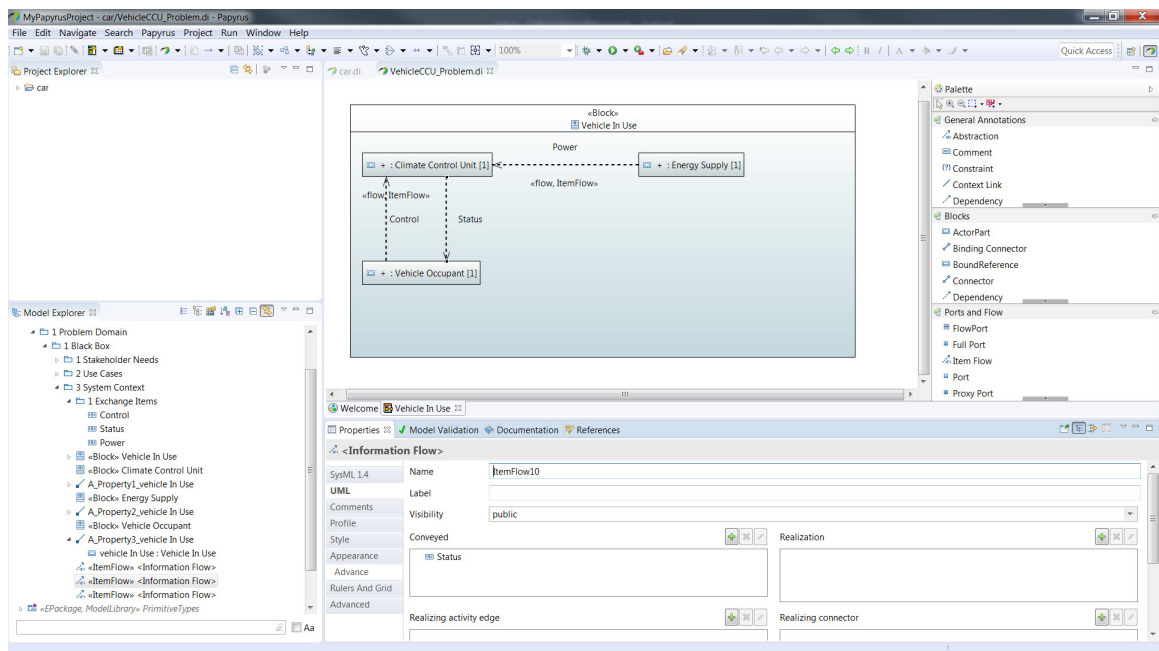 MyPapyrusProject - car/VehicleCCU_Problem.di - Papyrus
File Edit Navigate Search Papyrus Project Run Window Help
100%
B I A
Quick Access
Project Explorer
car
car.di VehicleCCU_Problem.di
«Block»
Vehicle In Use
Power
+ : Climate Control Unit [1]
+ : Energy Supply [1]
«flow, ItemFlow»
«flow, ItemFlow»
Control Status
+ : Vehicle Occupant [1]
Palette
General Annotations
Abstraction
Comment
Constraint
Context Link
Dependency
Blocks
ActorPart
Binding Connector
BoundReference
Connector
Dependency
Ports and Flow
FlowPort
Full Port
Item Flow
Port
Proxy Port
Model Explorer
1 Problem Domain
1 Black Box
1 Stakeholder Needs
2 Use Cases
3 System Context
1 Exchange Items
Control
Status
Power
«Block» Vehicle In Use
«Block» Climate Control Unit
A_Property1_vehicle In Use
«Block» Energy Supply
A_Property2_vehicle In Use
«Block» Vehicle Occupant
A_Property3_vehicle In Use
vehicle In Use : Vehicle In Use
«ItemFlow» <Information Flow>
«ItemFlow» <Information Flow>
«ItemFlow» <Information Flow>
«EPackage, ModelLibrary» PrimitiveTypes
Aa
Welcome Vehicle In Use
Properties Model Validation Documentation References
<Information Flow>
SysML 1.4
UML
Comments
Profile
Style
Appearance
Advance
Rulers And Grid
Advanced
Name ItemFlow10
Label
Visibility public
Conveyed Realization
Status
Realizing activity edge Realizing connector